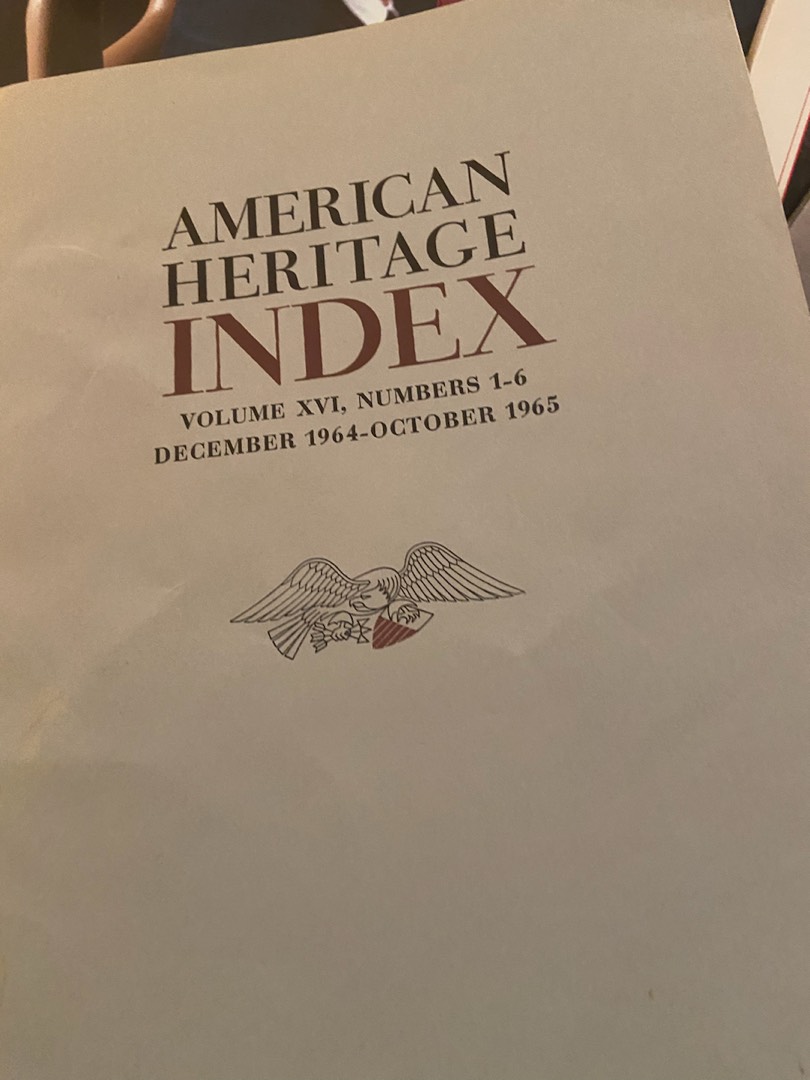 AMERICAN
HERITAGE
INDEX
VOLUME XVI, NUMBERS 1-6
DECEMBER 1964-OCTOBER 1965